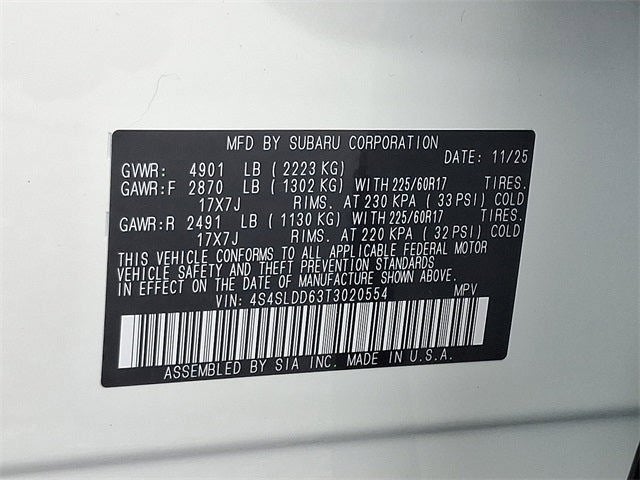 MFD BY SUBARU CORPORATION
DATE: 11/25
GVWR: 4901 LB (2223 KG)
GAWR:F 2870 LB (1302 KG) WITH 225/60R17 TIRES.
17X7J RIMS. AT 230 KPA (33 PSI) COLD
GAWR:R 2491 LB (1130 KG) WITH 225/60R17 TIRES.
17X7J RIMS. AT 220 KPA (32 PSI) COLD
THIS VEHICLE CONFORMS TO ALL APPLICABLE FEDERAL MOTOR
VEHICLE SAFETY AND THEFT PREVENTION STANDARDS
IN EFFECT ON THE DATE OF MANUFACTURE SHOWN ABOVE.
VIN: 4S4SLDD63T3020554 MPV
ASSEMBLED BY SIA INC. MADE IN U.S.A.